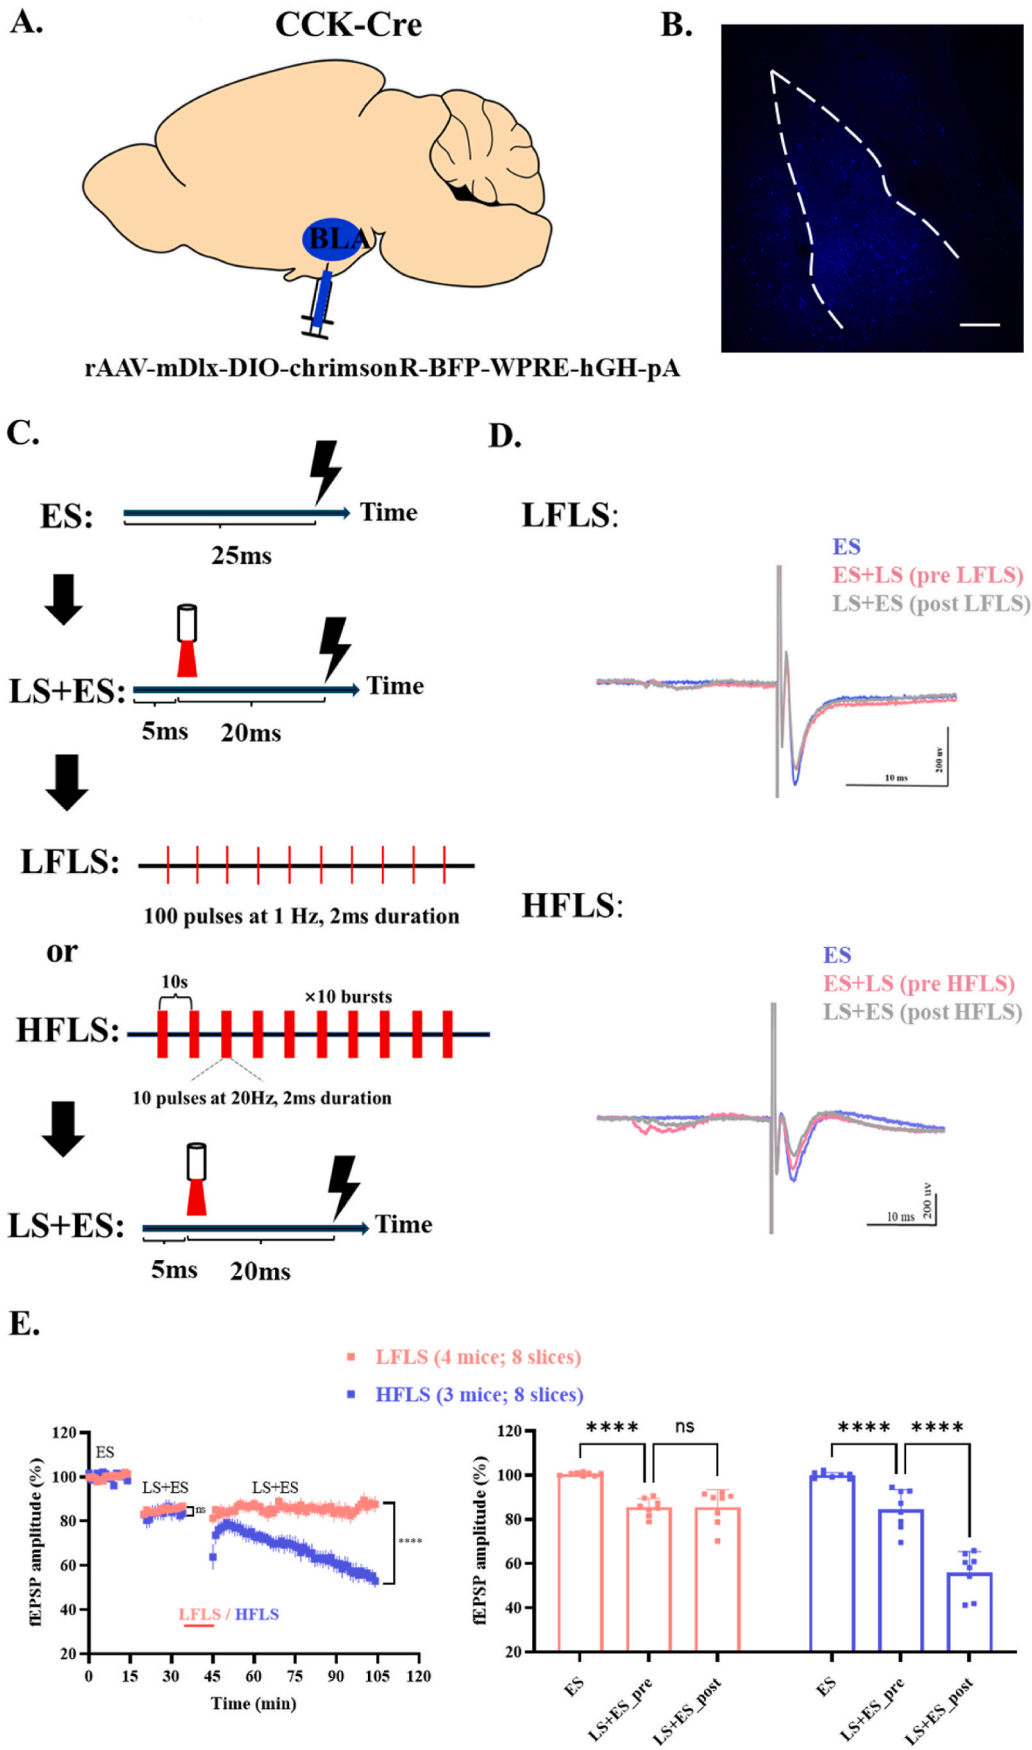 A.
CCK-Cre
BLA
rAAV-mDlx-DIO-chrimsonR-BFP-WPRE-hGH-pA
B.
C.
ES:
Time
25ms
LS+ES:
Time
5ms
20ms
LFLS:
100 pulses at 1 Hz, 2ms duration
or
10s
×10 bursts
HFLS:
10 pulses at 20Hz, 2ms duration
LS+ES:
Time
5ms
20ms
D.
LFLS:
ES
ES+LS (pre LFLS)
LS+ES (post LFLS)
200 uv
10 ms
HFLS:
ES
ES+LS (pre HFLS)
LS+ES (post HFLS)
200 uv
10 ms
E.
LFLS (4 mice; 8 slices)
HFLS (3 mice; 8 slices)
fEPSP amplitude (%)
120
100
80
60
40
20
ES
LS+ES
ns
LS+ES
****
LFLS / HFLS
0 15 30 45 60 75 90 105 120
Time (min)
fEPSP amplitude (%)
120
100
80
60
40
20
**** ns **** ****
ES
LS+ES_pre
LS+ES_post
ES
LS+ES_pre
LS+ES_post